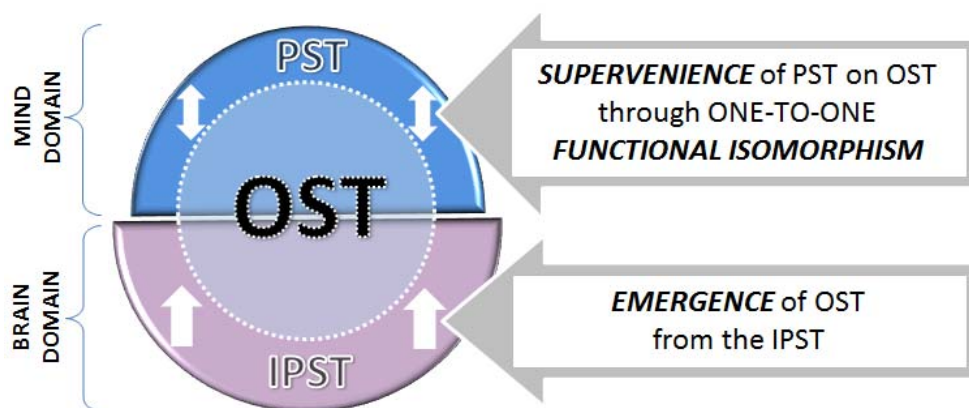 MIND
DOMAIN
PST
SUPERVENIENCE of PST on OST
through ONE-TO-ONE
FUNCTIONAL ISOMORPHISM
OST
BRAIN
DOMAIN
IPST
EMERGENCE of OST
from the IPST